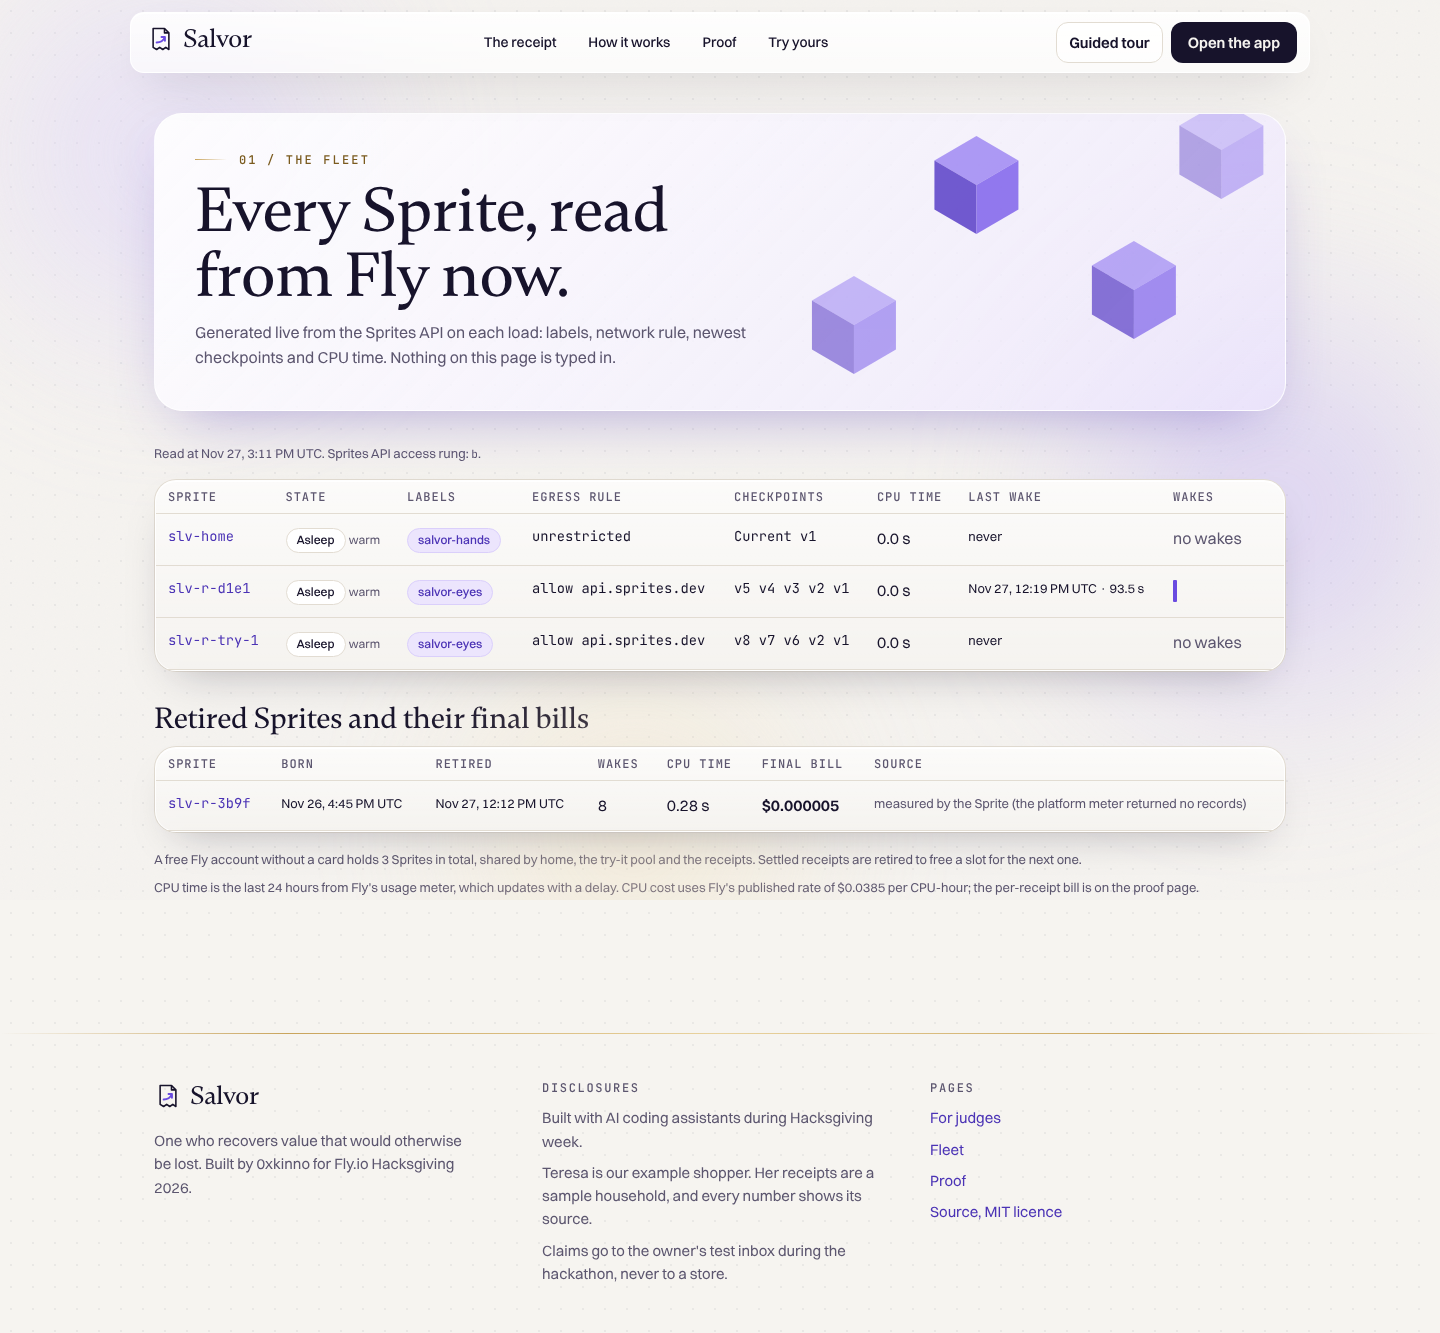 Salvor
The receipt How it works Proof Try yours
Guided tour Open the app
01 / THE FLEET
Every Sprite, read
from Fly now.
Generated live from the Sprites API on each load: labels, network rule, newest
checkpoints and CPU time. Nothing on this page is typed in.
Read at Nov 27, 3:11 PM UTC. Sprites API access rung: b.
SPRITE STATE LABELS EGRESS RULE CHECKPOINTS CPU TIME LAST WAKE WAKES
slv-home Asleep warm salvor-hands unrestricted Current v1 0.0 s never no wakes
slv-r-d1e1 Asleep warm salvor-eyes allow api.sprites.dev v5 v4 v3 v2 v1 0.0 s Nov 27, 12:19 PM UTC · 93.5 s
slv-r-try-1 Asleep warm salvor-eyes allow api.sprites.dev v8 v7 v6 v2 v1 0.0 s never no wakes
Retired Sprites and their final bills
SPRITE BORN RETIRED WAKES CPU TIME FINAL BILL SOURCE
slv-r-3b9f Nov 26, 4:45 PM UTC Nov 27, 12:12 PM UTC 8 0.28 s $0.000005 measured by the Sprite (the platform meter returned no records)
A free Fly account without a card holds 3 Sprites in total, shared by home, the try-it pool and the receipts. Settled receipts are retired to free a slot for the next one.
CPU time is the last 24 hours from Fly's usage meter, which updates with a delay. CPU cost uses Fly's published rate of $0.0385 per CPU-hour; the per-receipt bill is on the proof page.
Salvor
One who recovers value that would otherwise
be lost. Built by 0xkinno for Fly.io Hacksgiving
2026.
DISCLOSURES
Built with AI coding assistants during Hacksgiving
week.
Teresa is our example shopper. Her receipts are a
sample household, and every number shows its
source.
Claims go to the owner's test inbox during the
hackathon, never to a store.
PAGES
For judges
Fleet
Proof
Source, MIT licence